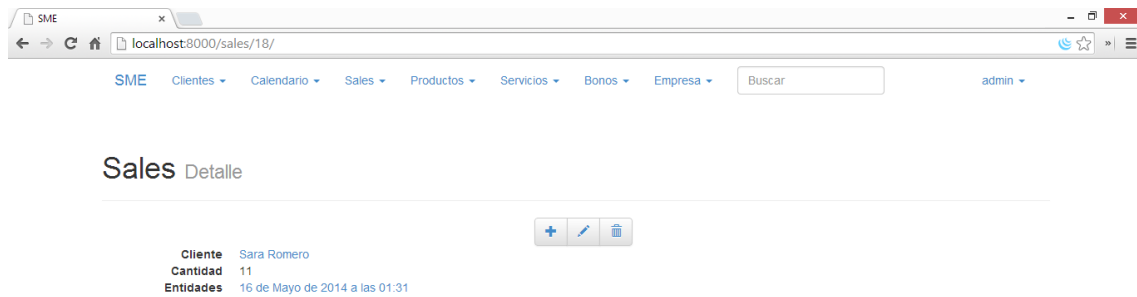 SME
localhost:8000/sales/18/
SME Clientes Calendario Sales Productos Servicios Bonos Empresa Buscar admin
Sales Detalle
Cliente Sara Romero
Cantidad 11
Entidades 16 de Mayo de 2014 a las 01:31